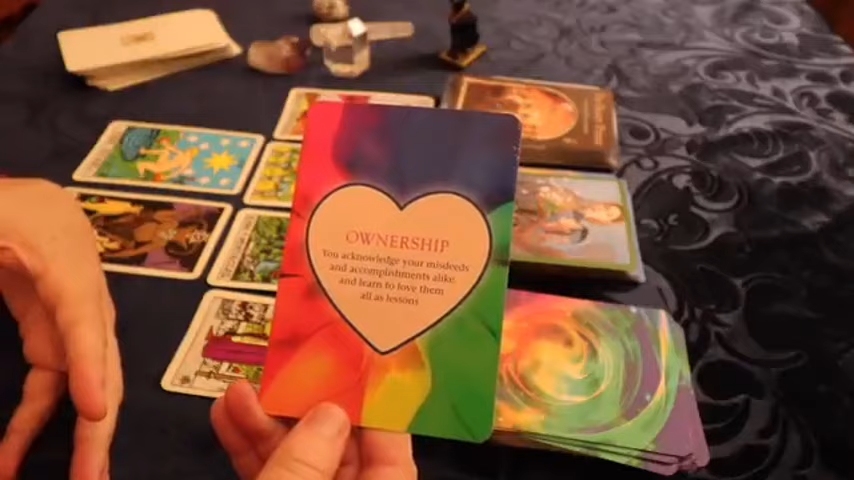 OWNERSHIP
You acknowledge your misdeeds
and accomplishments alike,
and learn to love them
all as lessons